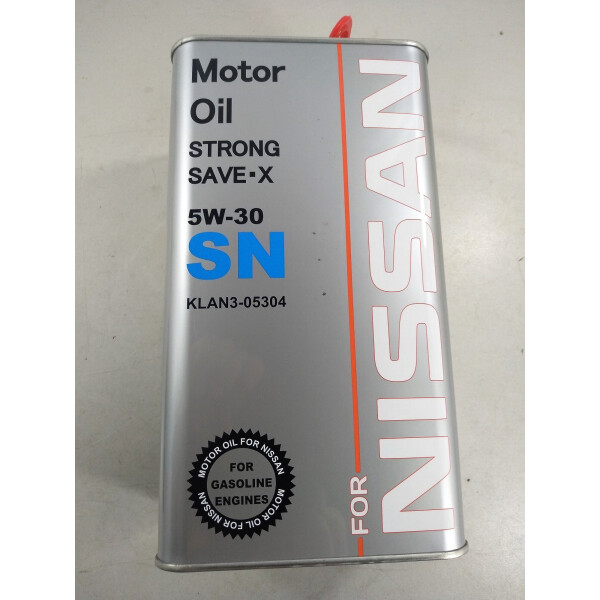 Motor
Oil
STRONG
SAVE•X
5W-30
SN
KLAN3-05304
MOTOR OIL FOR NISSAN
MOTOR OIL FOR NISSAN
FOR
GASOLINE
ENGINES
FOR NISSAN